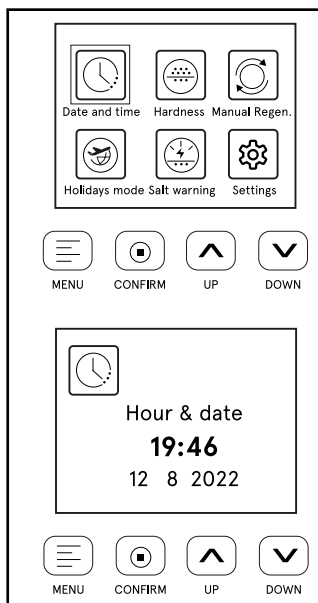 Date and time Hardness Manual Regen.
Holidays mode Salt warning Settings
MENU CONFIRM UP DOWN
Hour & date
19:46
12 8 2022
MENU CONFIRM UP DOWN